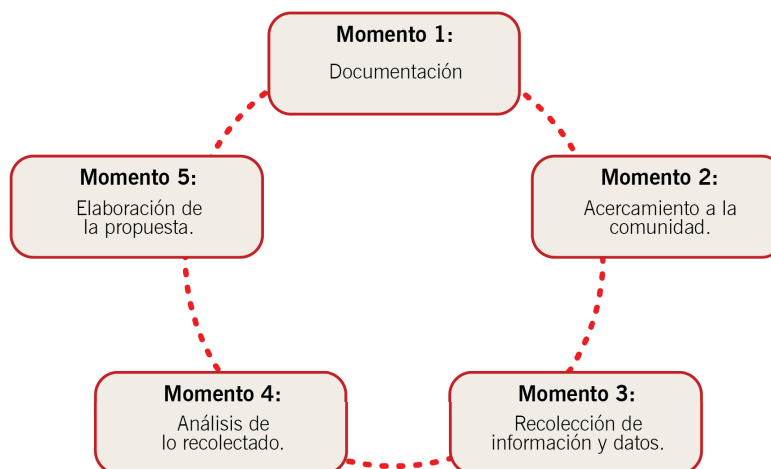 Momento 1:
Documentación
Momento 2:
Acercamiento a la
comunidad.
Momento 3:
Recolección de
información y datos.
Momento 4:
Análisis de
lo recolectado.
Momento 5:
Elaboración de
la propuesta.